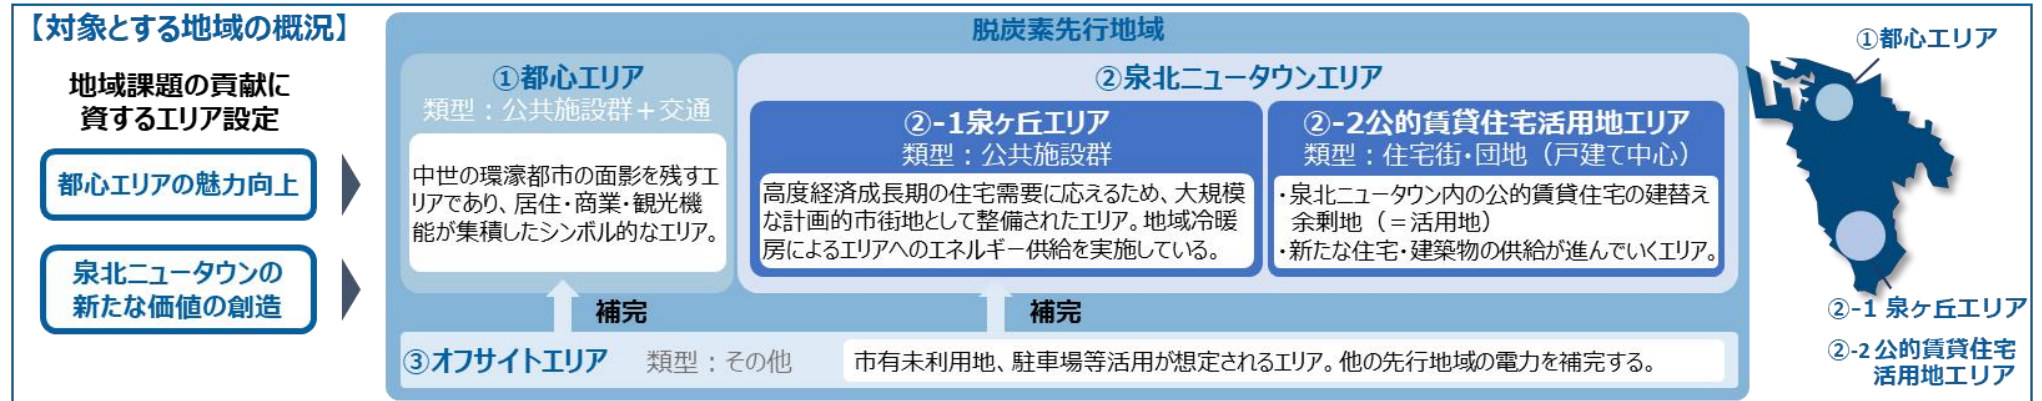 【対象とする地域の概況】
地域課題の貢献に
資するエリア設定
都心エリアの魅力向上
泉北ニュータウンの
新たな価値の創造
脱炭素先行地域
①都心エリア
類型：公共施設群＋交通
中世の環濠都市の面影を残すエ
リアであり、居住・商業・観光機
能が集積したシンボル的なエリア。
②泉北ニュータウンエリア
②-1泉ヶ丘エリア
類型：公共施設群
高度経済成長期の住宅需要に応えるため、大規模
な計画的市街地として整備されたエリア。地域冷暖
房によるエリアへのエネルギー供給を実施している。
②-2公的賃貸住宅活用地エリア
類型：住宅街・団地（戸建て中心）
・泉北ニュータウン内の公的賃貸住宅の建替え
余剰地（＝活用地）
・新たな住宅・建築物の供給が進んでいくエリア。
補完
補完
③オフサイトエリア
類型：その他
市有未利用地、駐車場等活用が想定されるエリア。他の先行地域の電力を補完する。
①都心エリア
②-1 泉ヶ丘エリア
②-2 公的賃貸住宅
活用地エリア